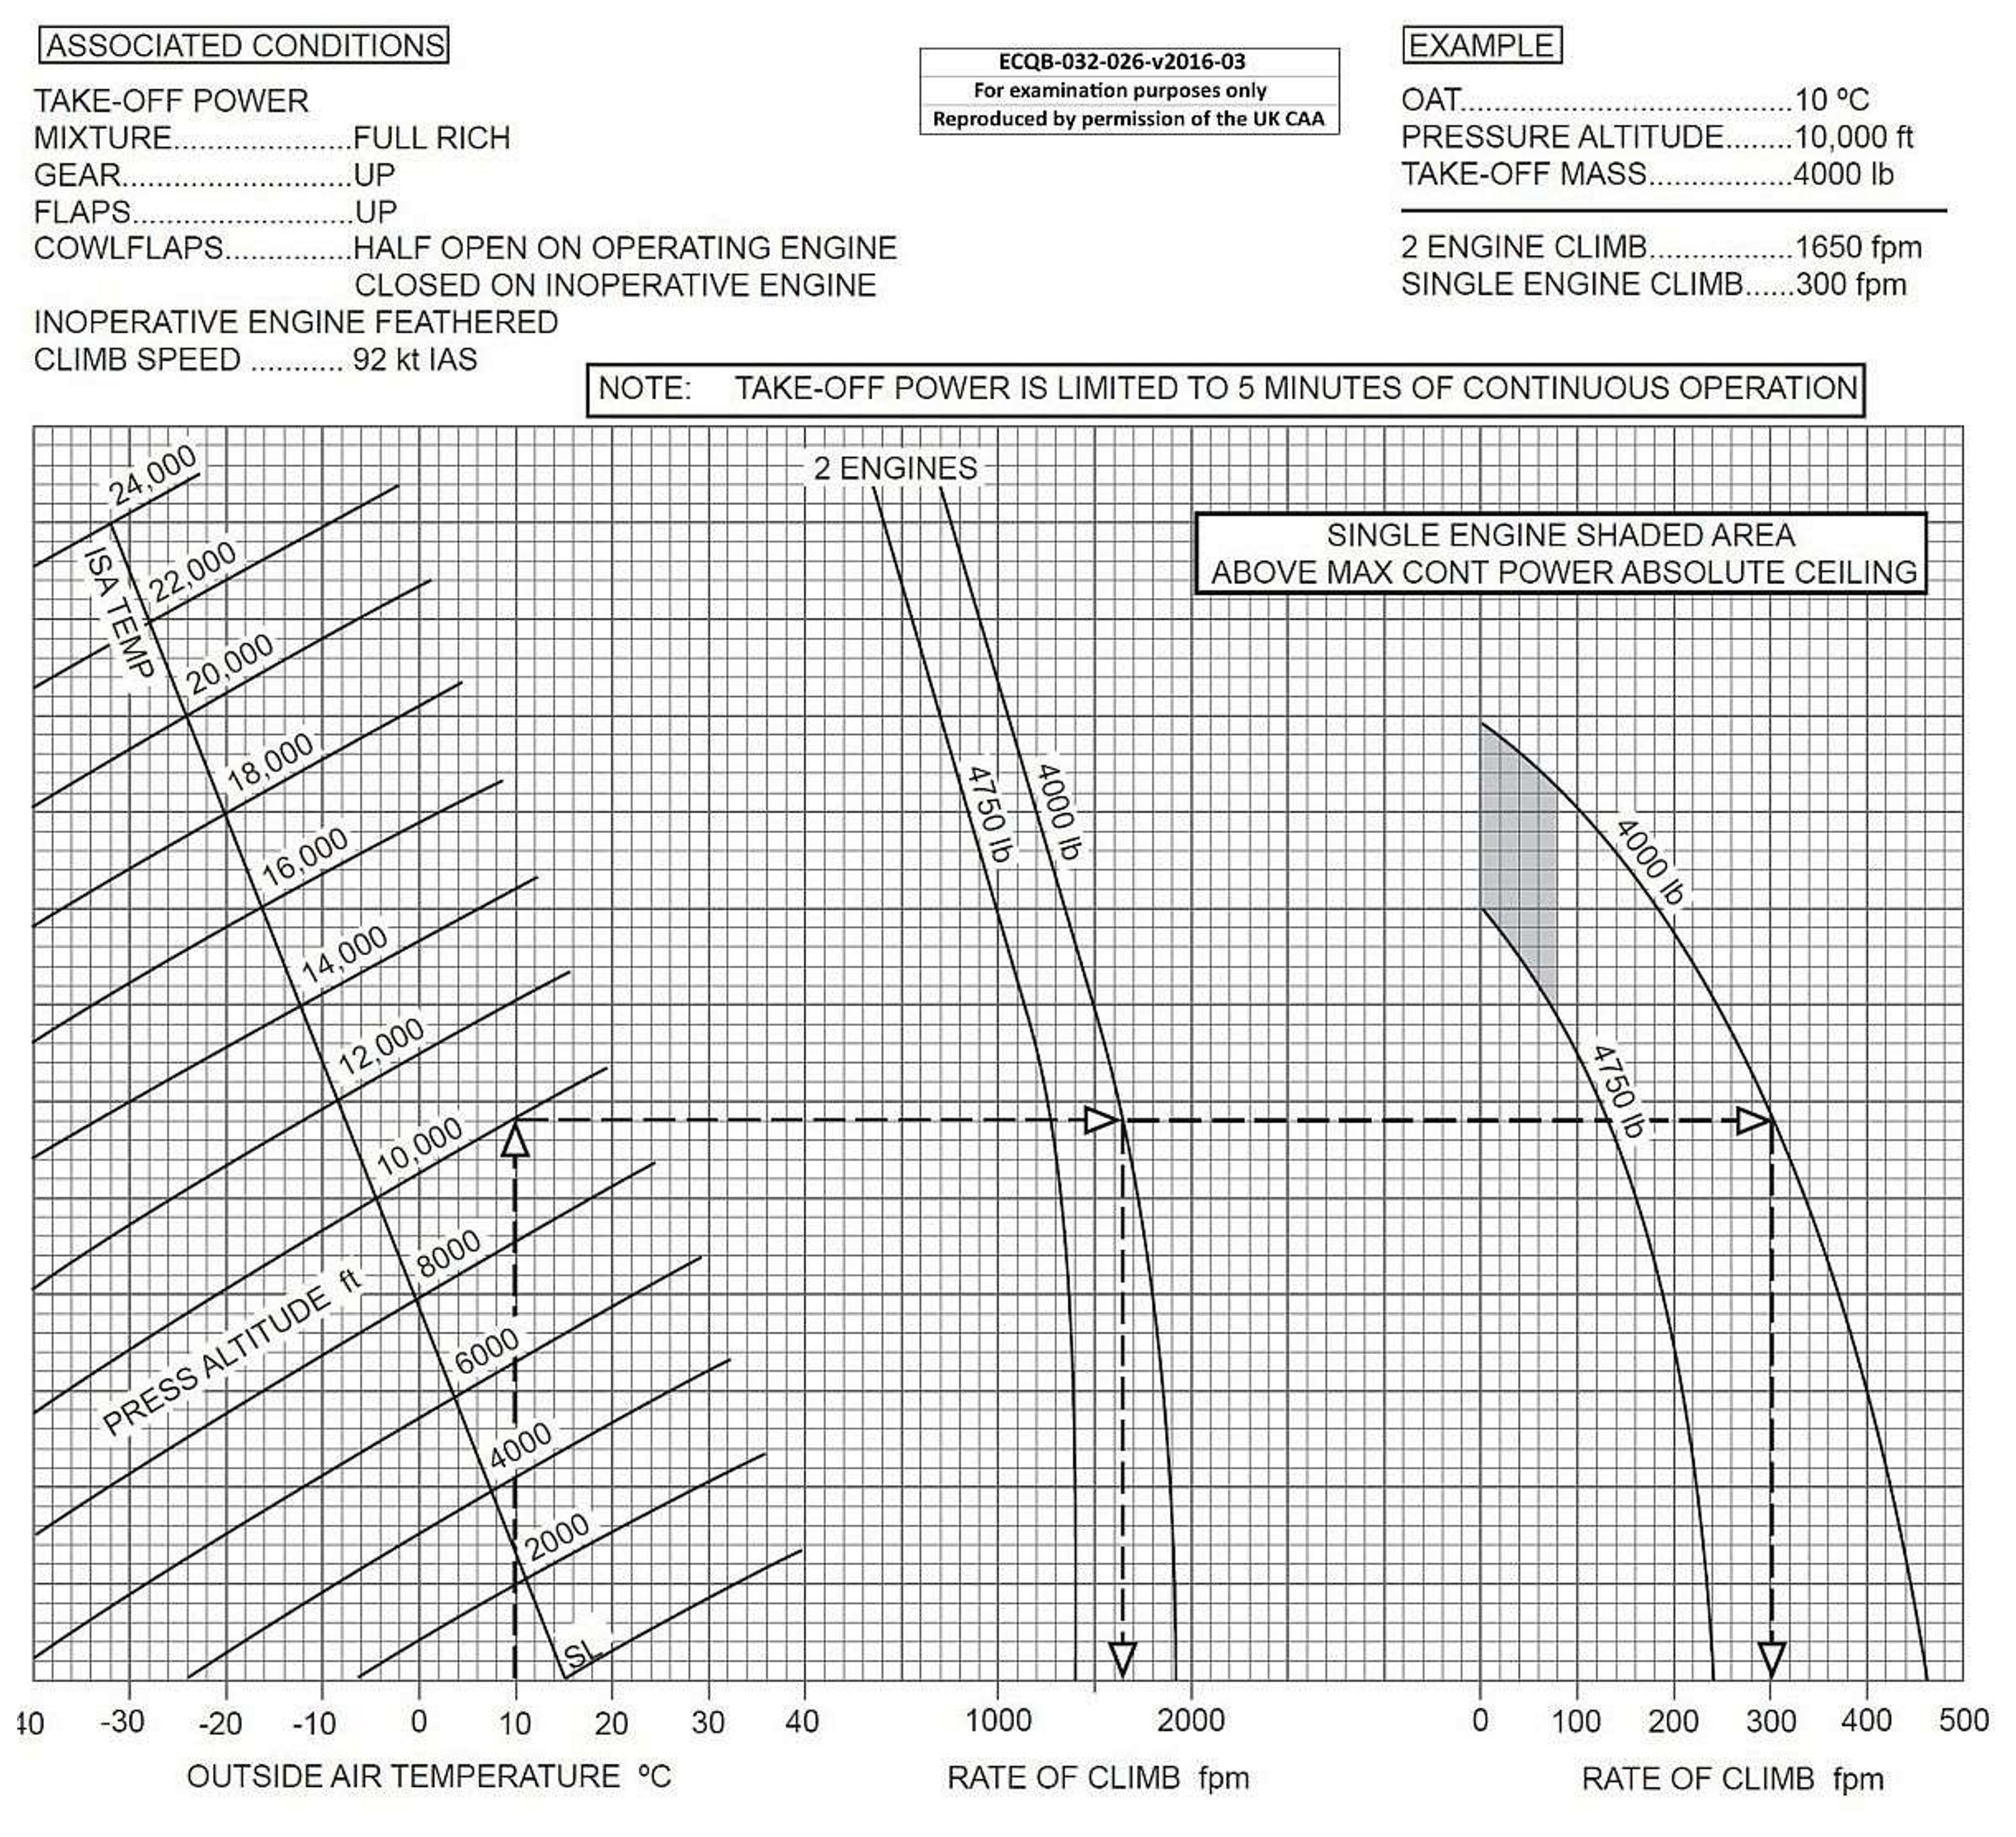 ASSOCIATED CONDITIONS
TAKE-OFF POWER
MIXTURE.....................FULL RICH
GEAR...........................UP
FLAPS..........................UP
COWLFLAPS...............HALF OPEN ON OPERATING ENGINE
CLOSED ON INOPERATIVE ENGINE
INOPERATIVE ENGINE FEATHERED
CLIMB SPEED ........... 92 kt IAS
ECQB-032-026-v2016-03
For examination purposes only
Reproduced by permission of the UK CAA
EXAMPLE
OAT.......................................10 ºC
PRESSURE ALTITUDE........10,000 ft
TAKE-OFF MASS.................4000 lb
2 ENGINE CLIMB.................1650 fpm
SINGLE ENGINE CLIMB......300 fpm
NOTE: TAKE-OFF POWER IS LIMITED TO 5 MINUTES OF CONTINUOUS OPERATION
24,000
ISA TEMP
22,000
20,000
18,000
16,000
14,000
12,000
10,000
8000
6000
4000
2000
SL
PRESS ALTITUDE ft
2 ENGINES
4750 lb
4000 lb
SINGLE ENGINE SHADED AREA
ABOVE MAX CONT POWER ABSOLUTE CEILING
4000 lb
4750 lb
40 -30 -20 -10 0 10 20 30 40 1000 2000 0 100 200 300 400 500
OUTSIDE AIR TEMPERATURE ºC
RATE OF CLIMB fpm
RATE OF CLIMB fpm